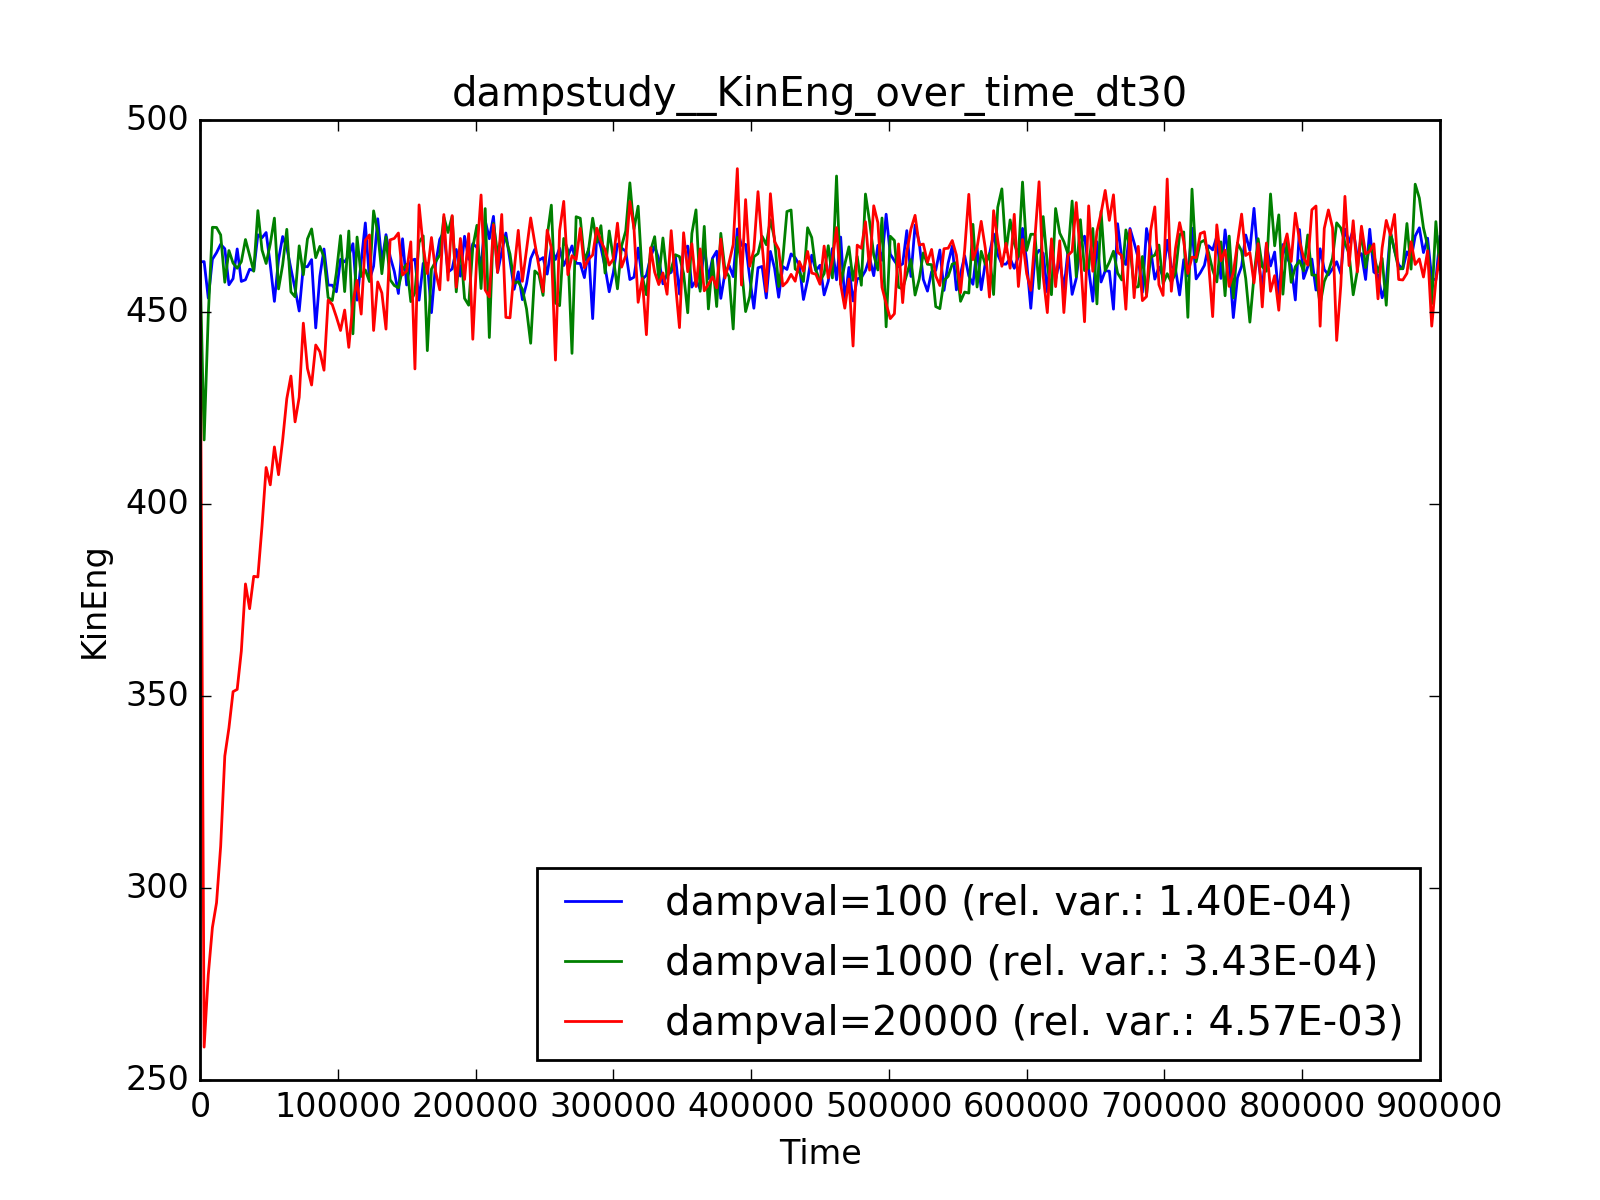 dampstudy__KinEng_over_time_dt30
500
450
400
350
300
250
KinEng
dampval=100 (rel. var.: 1.40E-04)
dampval=1000 (rel. var.: 3.43E-04)
dampval=20000 (rel. var.: 4.57E-03)
0 100000 200000 300000 400000 500000 600000 700000 800000 900000
Time